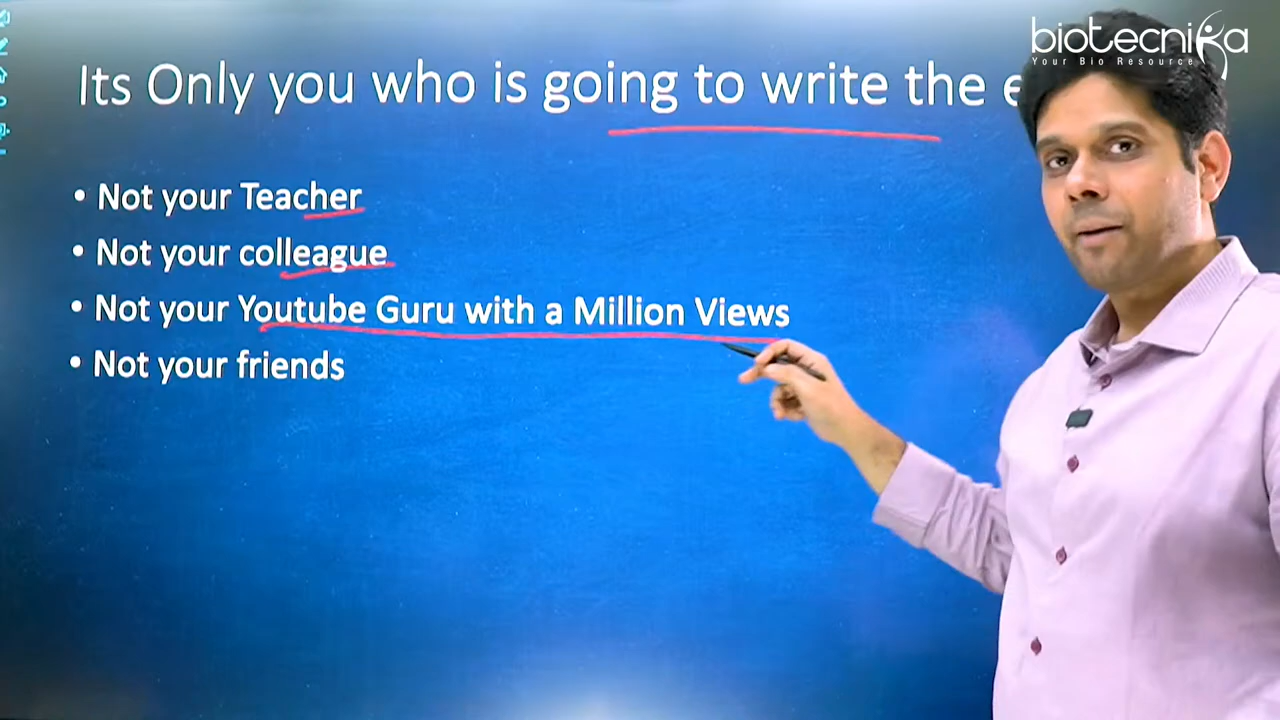 biotecnika
Your Bio Resource
Its Only you who is going to write the
• Not your Teacher
• Not your colleague
• Not your Youtube Guru with a Million Views
• Not your friends